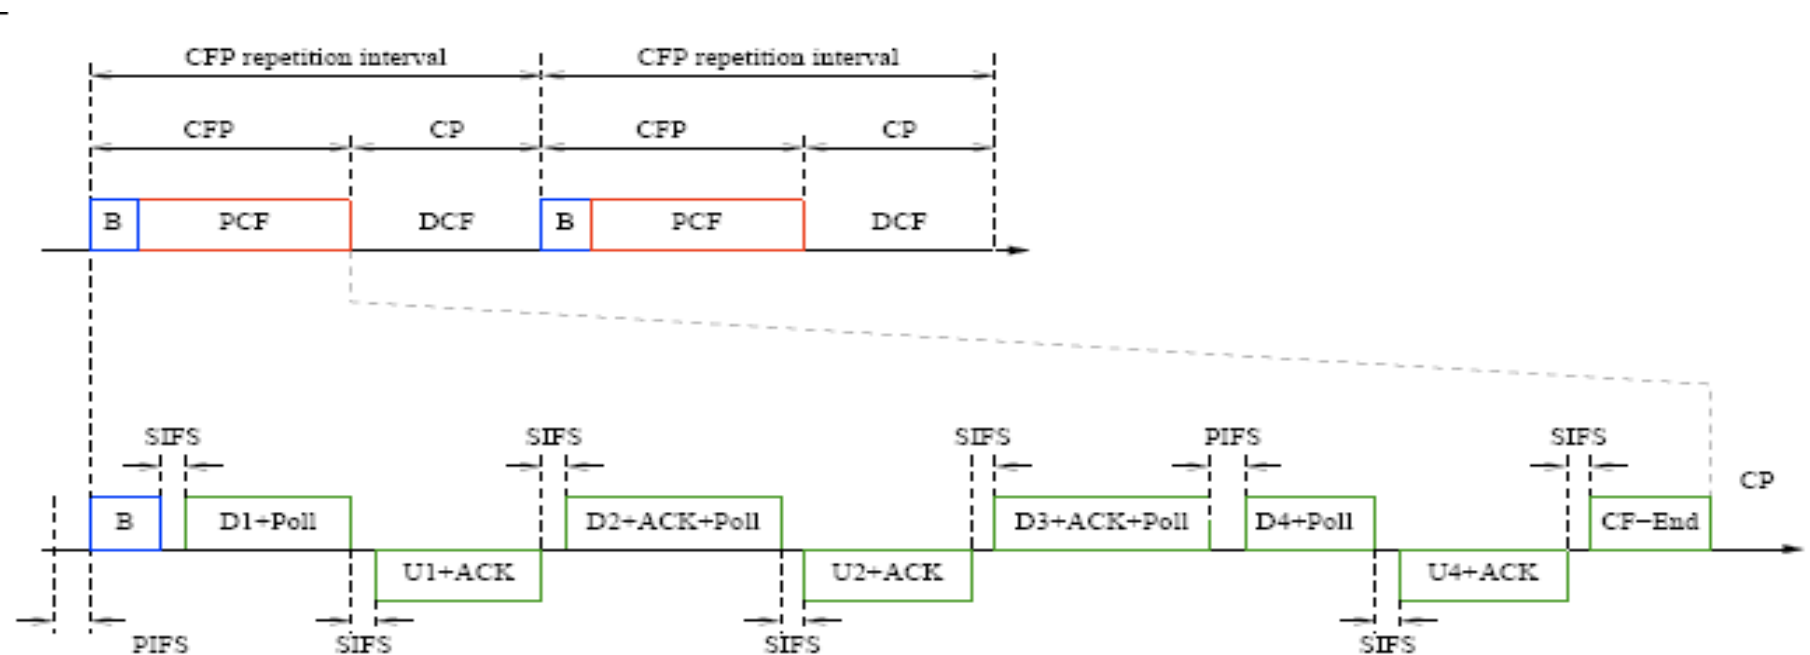 CFP repetition interval CFP repetition interval
CFP CP CFP CP
B PCF DCF B PCF DCF
SIFS SIFS SIFS PIFS SIFS
CP
B D1+Poll D2+ACK+Poll D3+ACK+Poll D4+Poll CF−End
U1+ACK U2+ACK U4+ACK
PIFS SIFS SIFS SIFS